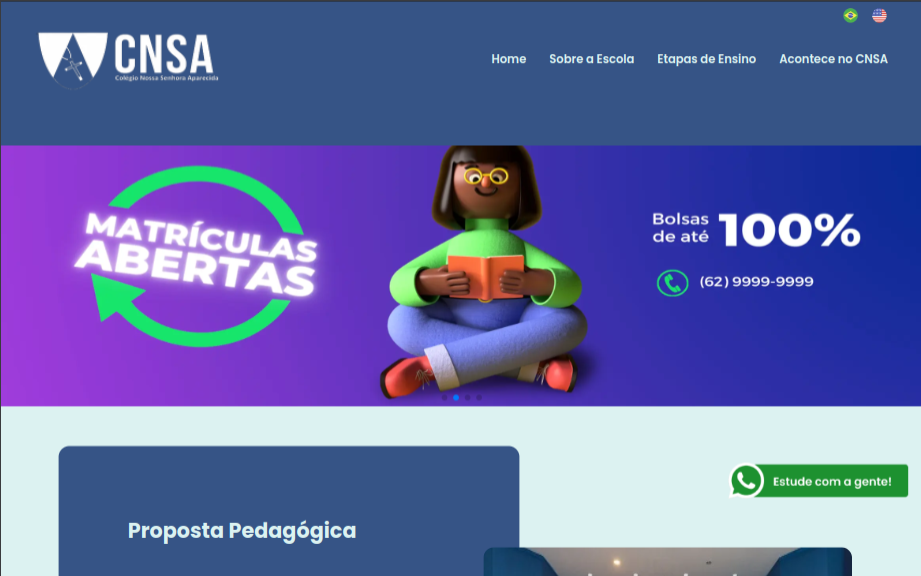 CNSA
Colégio Nossa Senhora Aparecida
Home Sobre a Escola Etapas de Ensino Acontece no CNSA
MATRÍCULAS
ABERTAS
Bolsas
de até 100%
(62) 9999-9999
Estude com a gente!
Proposta Pedagógica